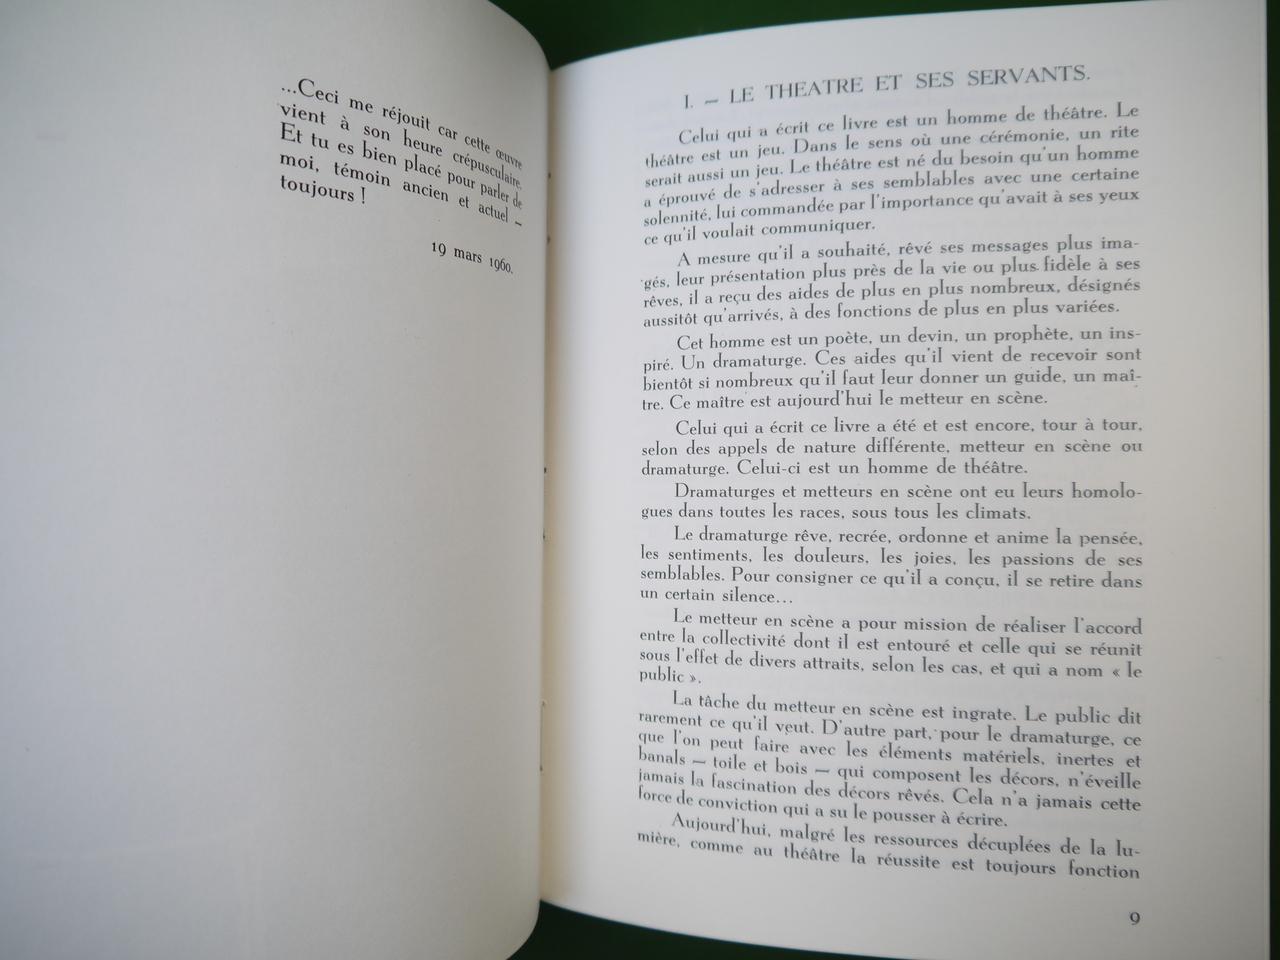 ...Ceci me réjouit car cette œuvre
vient à son heure crépusculaire.
Et tu es bien placé pour parler de
moi, témoin ancien et actuel –
toujours !
19 mars 1960.
I. — LE THEATRE ET SES SERVANTS.
Celui qui a écrit ce livre est un homme de théâtre. Le
théâtre est un jeu. Dans le sens où une cérémonie, un rite
serait aussi un jeu. Le théâtre est né du besoin qu'un homme
a éprouvé de s'adresser à ses semblables avec une certaine
solennité, lui commandée par l'importance qu'avait à ses yeux
ce qu'il voulait communiquer.
A mesure qu'il a souhaité, rêvé ses messages plus ima-
gés, leur présentation plus près de la vie ou plus fidèle à ses
rêves, il a reçu des aides de plus en plus nombreux, désignés
aussitôt qu'arrivés, à des fonctions de plus en plus variées.
Cet homme est un poète, un devin, un prophète, un ins-
piré. Un dramaturge. Ces aides qu'il vient de recevoir sont
bientôt si nombreux qu'il faut leur donner un guide, un maî-
tre. Ce maître est aujourd'hui le metteur en scène.
Celui qui a écrit ce livre a été et est encore, tour à tour,
selon des appels de nature différente, metteur en scène ou
dramaturge. Celui-ci est un homme de théâtre.
Dramaturges et metteurs en scène ont eu leurs homolo-
gues dans toutes les races, sous tous les climats.
Le dramaturge rêve, recrée, ordonne et anime la pensée,
les sentiments, les douleurs, les joies, les passions de ses
semblables. Pour consigner ce qu'il a conçu, il se retire dans
un certain silence...
Le metteur en scène a pour mission de réaliser l'accord
entre la collectivité dont il est entouré et celle qui se réunit
sous l'effet de divers attraits, selon les cas, et qui a nom « le
public ».
La tâche du metteur en scène est ingrate. Le public dit
rarement ce qu'il veut. D'autre part, pour le dramaturge, ce
que l'on peut faire avec les éléments matériels, inertes et
banals — toile et bois — qui composent les décors, n'éveille
jamais la fascination des décors rêvés. Cela n'a jamais cette
force de conviction qui a su le pousser à écrire.
Aujourd'hui, malgré les ressources décuplées de la lu-
mière, comme au théâtre la réussite est toujours fonction
9